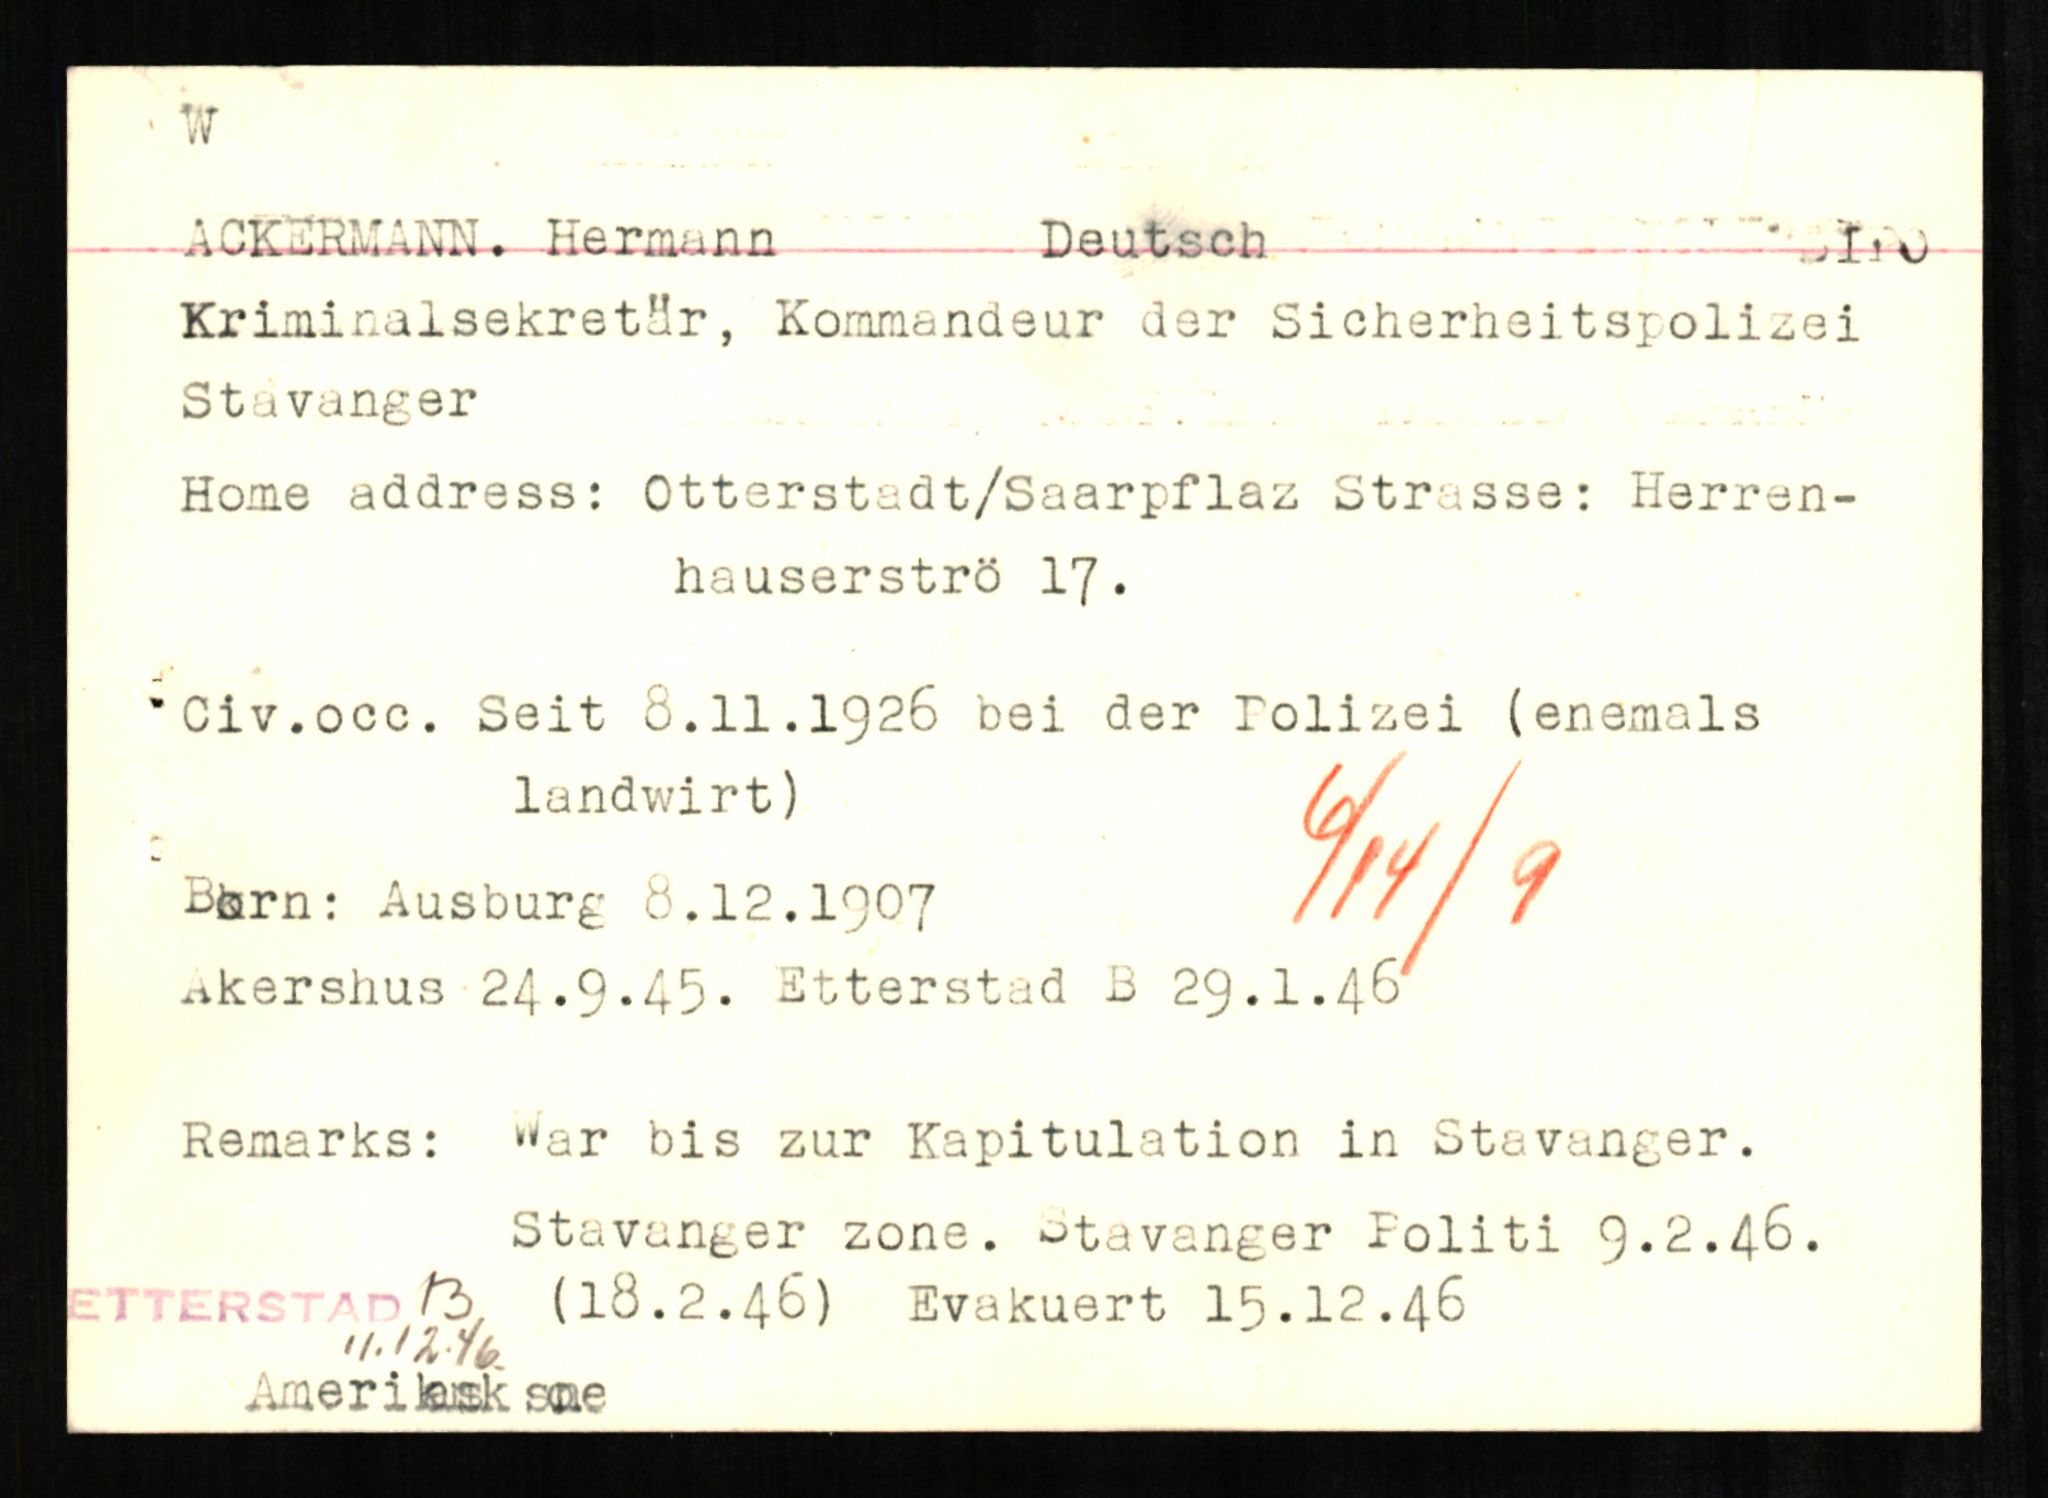 W
ACKERMANN. Hermann Deutsch SIPO
Kriminalsekretär, Kommandeur der Sicherheitspolizei
Stavanger
Home address: Otterstadt/Saarpflaz Strasse: Herren-
hauserströ 17.
Civ.occ. Seit 8.11.1926 bei der Polizei (enemals
landwirt)
6/14/9
Born: Ausburg 8.12.1907
Akershus 24.9.45. Etterstad B 29.1.46
Remarks: War bis zur Kapitulation in Stavanger.
Stavanger zone. Stavanger Politi 9.2.46.
ETTERSTAD B (18.2.46) Evakuert 15.12.46
11.12.46.
Amerikansk sone